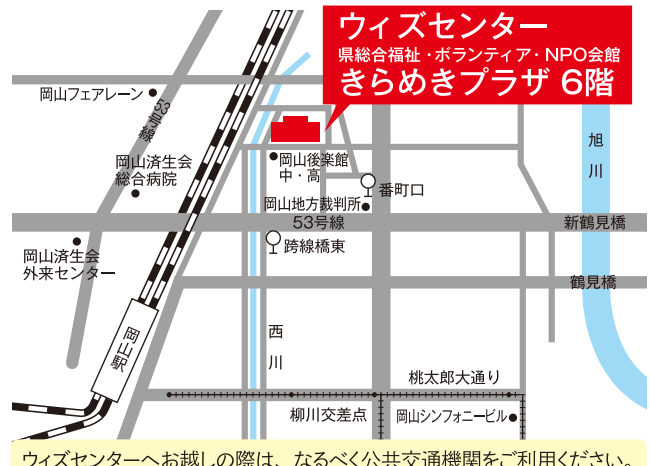 ウィズセンター
県総合福祉・ボランティア・NPO会館
きらめきプラザ 6階
岡山フェアレーン
53号線
旭川
岡山済生会
総合病院
岡山後楽館
中・高
番町口
岡山地方裁判所
53号線
新鶴見橋
岡山済生会
外来センター
跨線橋東
鶴見橋
岡山駅
西川
桃太郎大通り
柳川交差点
岡山シンフォニービル
ウィズセンターへお越しの際は、なるべく公共交通機関をご利用ください。